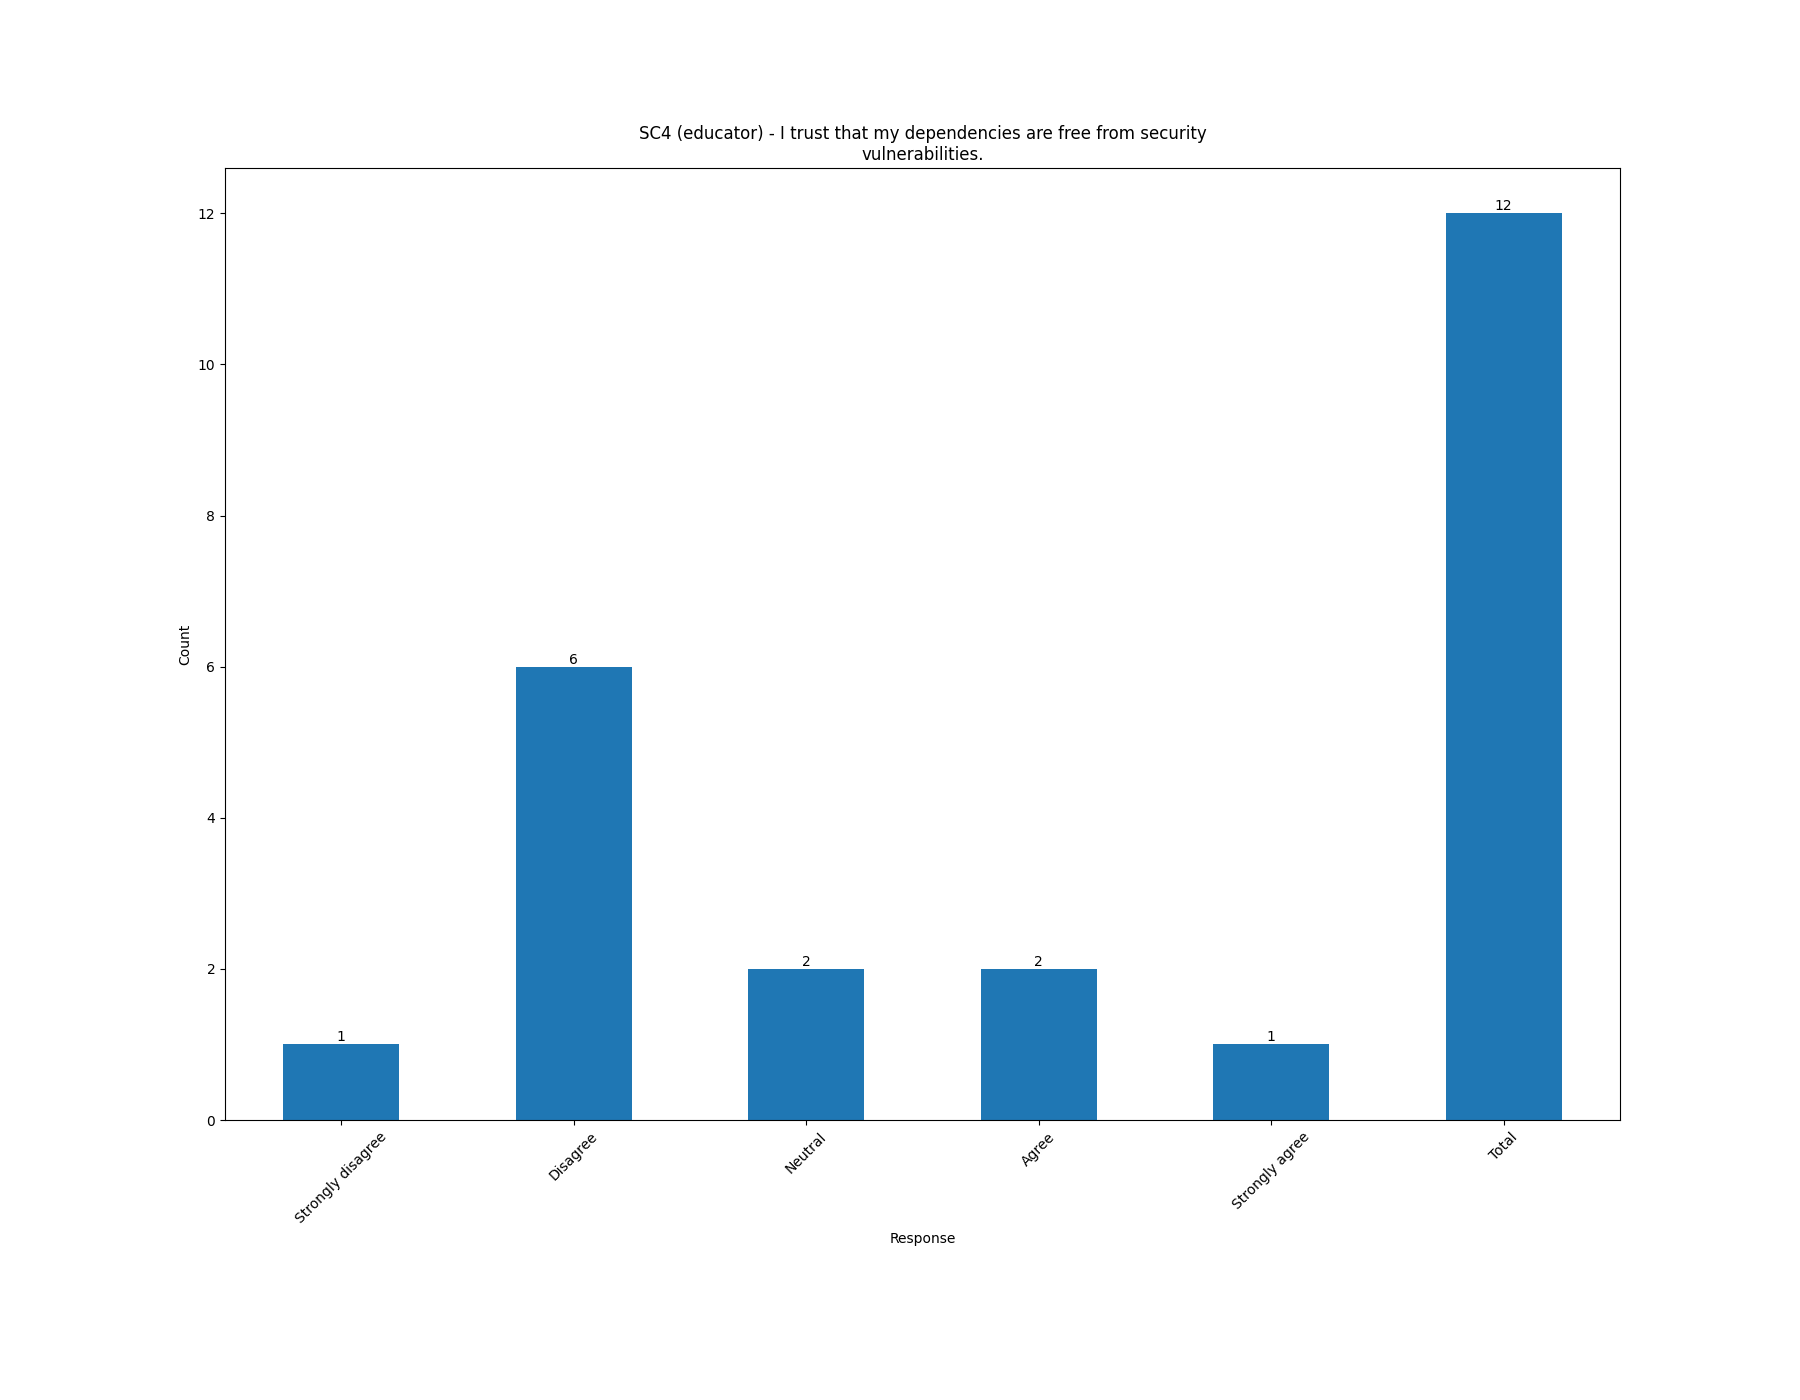 SC4 (educator) - I trust that my dependencies are free from security
vulnerabilities.
12
10
8
6
4
2
0
Count
1
6
2
2
1
12
Strongly disagree
Disagree
Neutral
Agree
Strongly agree
Total
Response